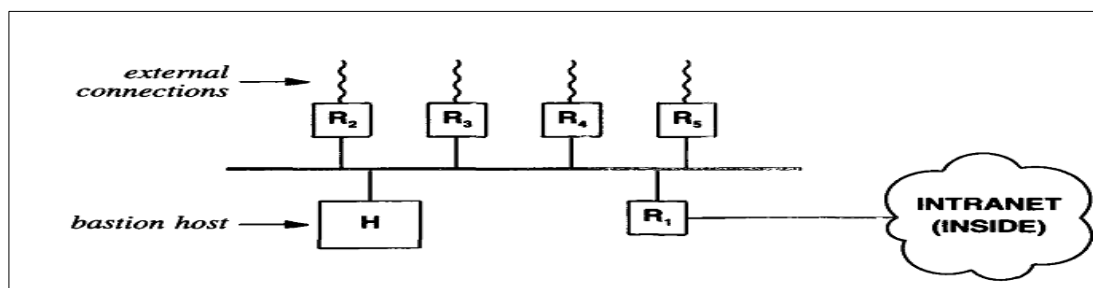 external
connections
R₂
R₃
R₄
R₅
bastion host
H
R₁
INTRANET
(INSIDE)